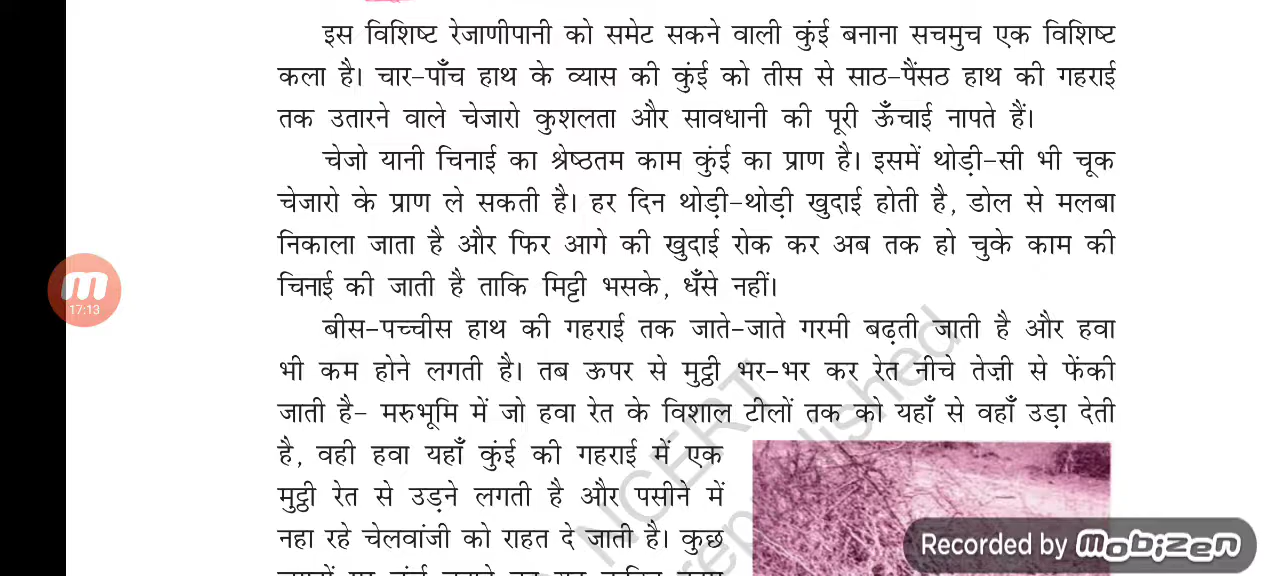 इस विशिष्ट रेजाणीपानी को समेट सकने वाली कुंई बनाना सचमुच एक विशिष्ट
कला है। चार-पाँच हाथ के व्यास की कुंई को तीस से साठ-पैंसठ हाथ की गहराई
तक उतारने वाले चेजारो कुशलता और सावधानी की पूरी ऊँचाई नापते हैं।
चेजो यानी चिनाई का श्रेष्ठतम काम कुंई का प्राण है। इसमें थोड़ी-सी भी चूक
चेजारो के प्राण ले सकती है। हर दिन थोड़ी-थोड़ी खुदाई होती है, डोल से मलबा
निकाला जाता है और फिर आगे की खुदाई रोक कर अब तक हो चुके काम की
चिनाई की जाती है ताकि मिट्टी भसके, धँसे नहीं।
बीस-पच्चीस हाथ की गहराई तक जाते-जाते गरमी बढ़ती जाती है और हवा
भी कम होने लगती है। तब ऊपर से मुट्ठी भर-भर कर रेत नीचे तेज़ी से फेंकी
जाती है- मरुभूमि में जो हवा रेत के विशाल टीलों तक को यहाँ से वहाँ उड़ा देती
है, वही हवा यहाँ कुंई की गहराई में एक
मुट्ठी रेत से उड़ने लगती है और पसीने में
नहा रहे चेलवांजी को राहत दे जाती है। कुछ
17:13
NCERT
republished
Recorded by Mobizen